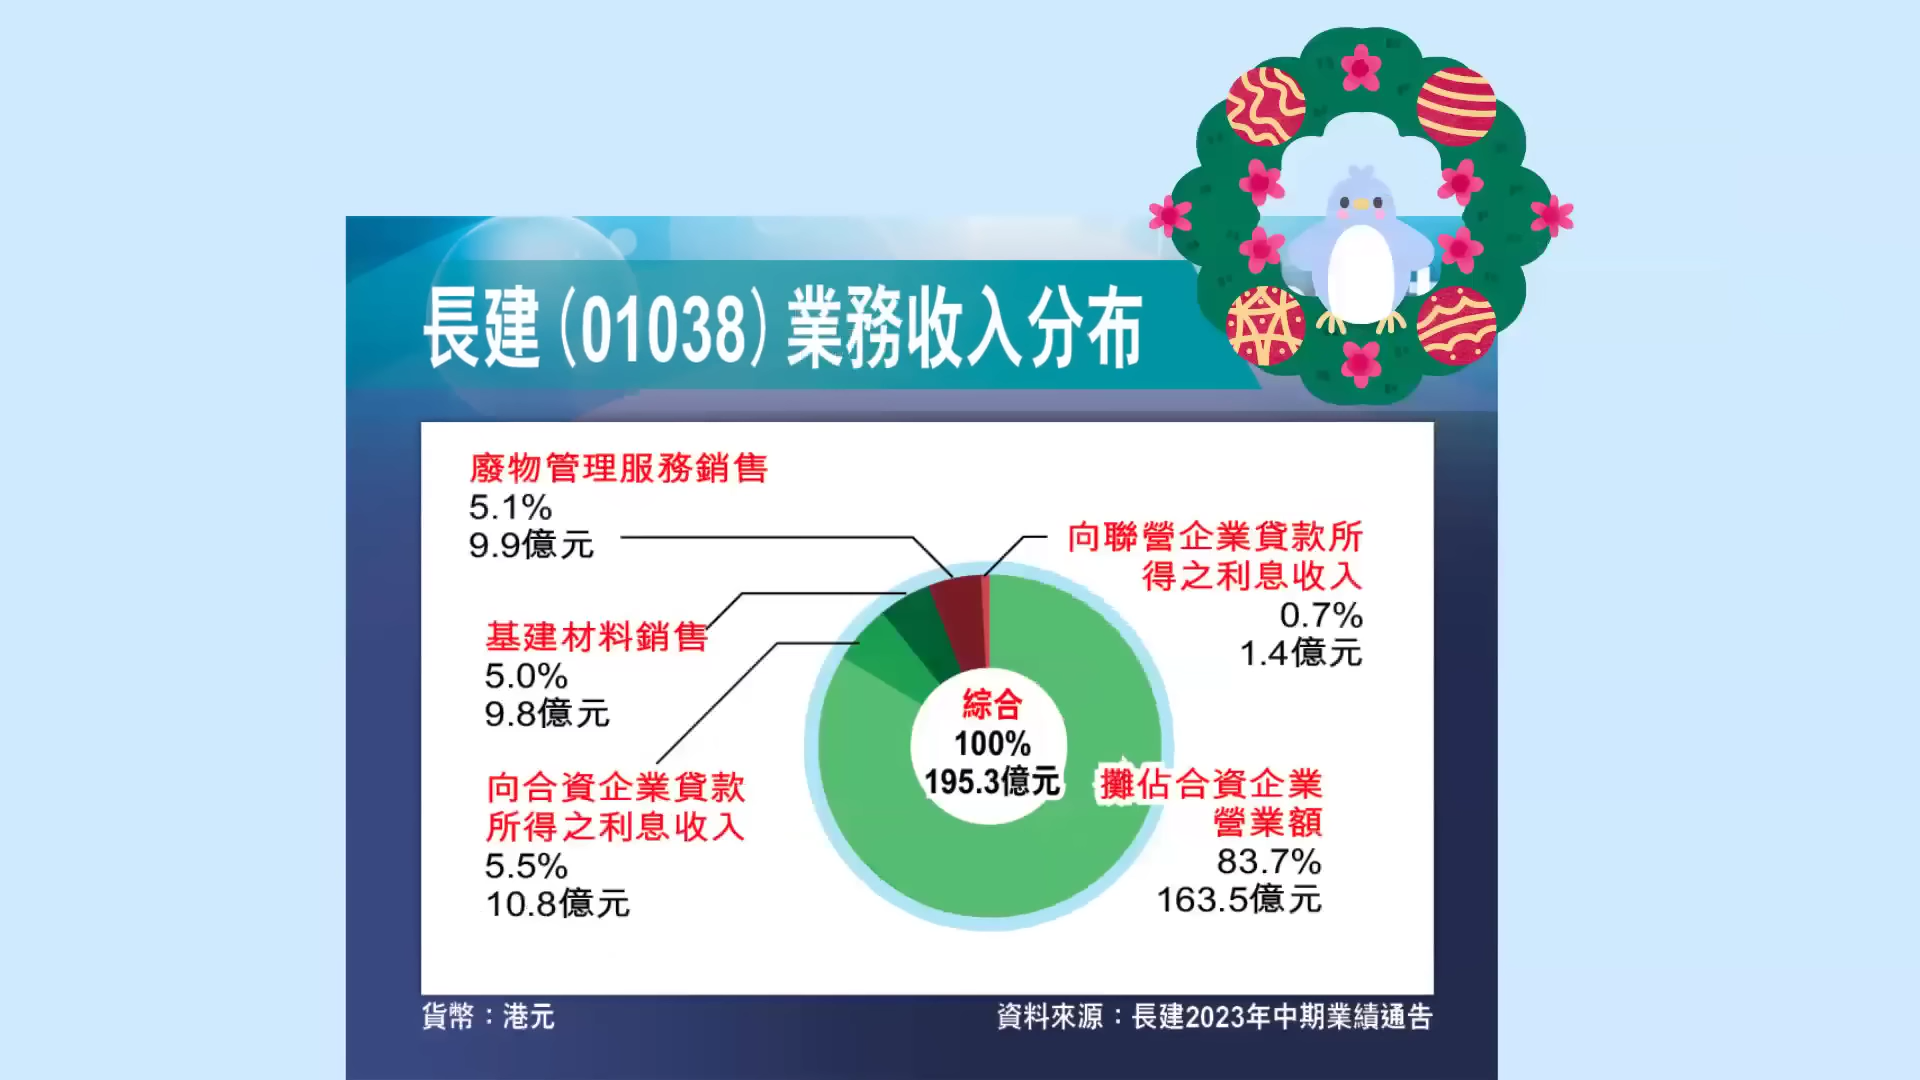 長建(01038)業務收入分布
廢物管理服務銷售
5.1%
9.9億元
基建材料銷售
5.0%
9.8億元
向合資企業貸款
所得之利息收入
5.5%
10.8億元
向聯營企業貸款所
得之利息收入
0.7%
1.4億元
綜合
100%
195.3億元
攤佔合資企業
營業額
83.7%
163.5億元
貨幣：港元
資料來源：長建2023年中期業績通告